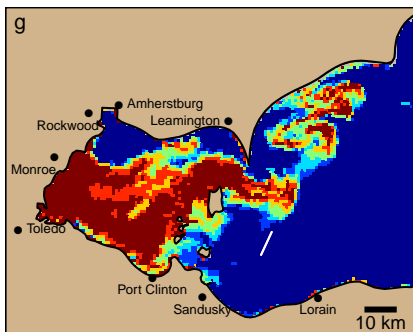 g
Amherstburg
Rockwood
Leamington
Monroe
Toledo
Port Clinton
Sandusky
Lorain
10 km